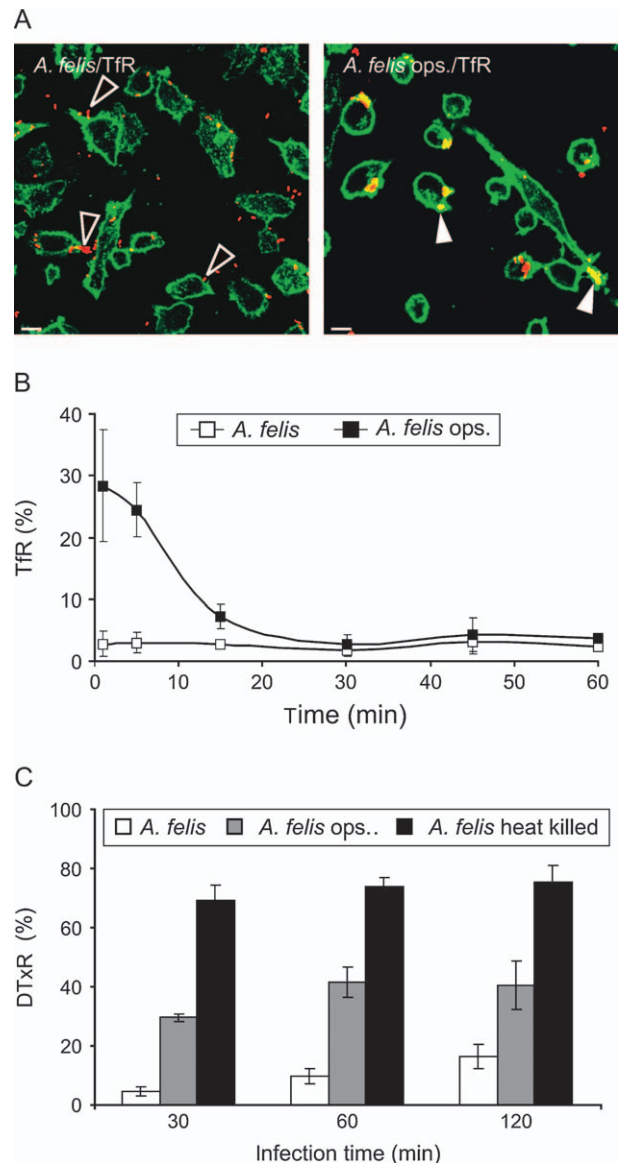 A
A. felis/TfR
A. felis ops./TfR
B
40
A. felis A. felis ops.
30
TfR (%)
20
10
0
0 10 20 30 40 50 60
Time (min)
C
100
A. felis A. felis ops.. A. felis heat killed
80
DTxR (%)
60
40
20
0
30 60 120
Infection time (min)